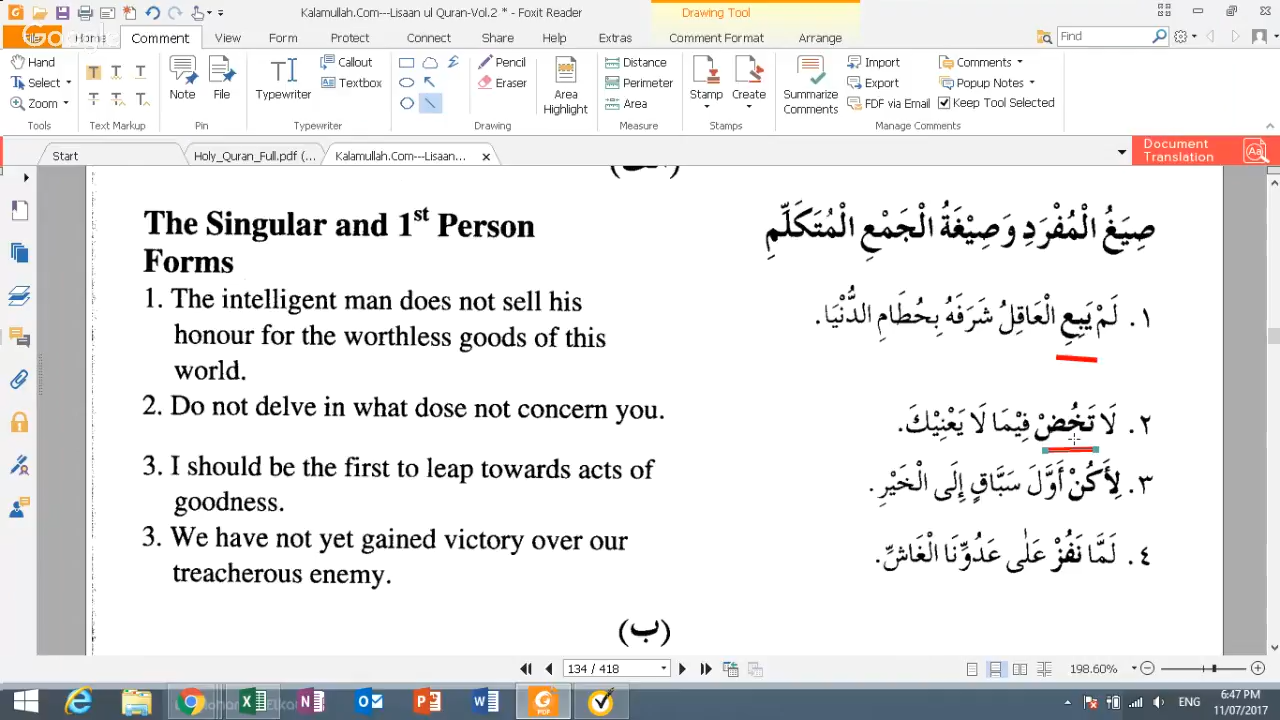 Kalamullah.Com---Lisaan ul Quran-Vol.2 * - Foxit Reader
Drawing Tool
Home Comment View Form Protect Connect Share Help Extras Comment Format Arrange
Find
Hand
Select
Zoom
Tools
Text Markup
Note
File
Pin
Typewriter
Callout
Textbox
Typewriter
Pencil
Eraser
Drawing
Area
Highlight
Distance
Perimeter
Area
Measure
Stamp
Create
Stamps
Summarize
Comments
Import
Export
FDF via Email
Comments
Popup Notes
Keep Tool Selected
Manage Comments
Start
Holy_Quran_Full.pdf (...
Kalamullah.Com---Lisaan...
Document
Translation
The Singular and 1st Person
Forms
صِيَغُ الْمُفْرَدِ وَصِيْغَةُ الْجَمْعِ الْمُتَكَلِّمِ
1. The intelligent man does not sell his
honour for the worthless goods of this
world.
١. لَمْ يَبِعِ الْعَاقِلُ شَرَفَهُ بِحُطَامِ الدُّنْيَا.
2. Do not delve in what dose not concern you.
٢. لَا تَخُضْ فِيْمَا لَا يَعْنِيْكَ.
3. I should be the first to leap towards acts of
goodness.
٣. لِأَكُنْ أَوَّلَ سَبَّاقٍ إِلَى الْخَيْرِ.
3. We have not yet gained victory over our
treacherous enemy.
٤. لَمَّا نَفُزْ عَلٰى عَدُوِّنَا الْغَاشِّ.
(ب)
134 / 418
198.60%
ENG
6:47 PM
11/07/2017